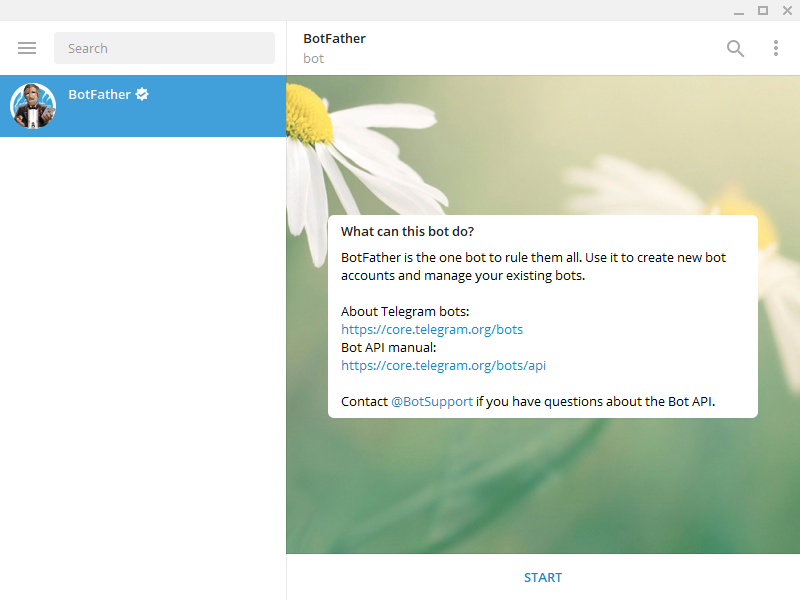 Search
BotFather
bot
BotFather
What can this bot do?
BotFather is the one bot to rule them all. Use it to create new bot
accounts and manage your existing bots.
About Telegram bots:
https://core.telegram.org/bots
Bot API manual:
https://core.telegram.org/bots/api
Contact @BotSupport if you have questions about the Bot API.
START